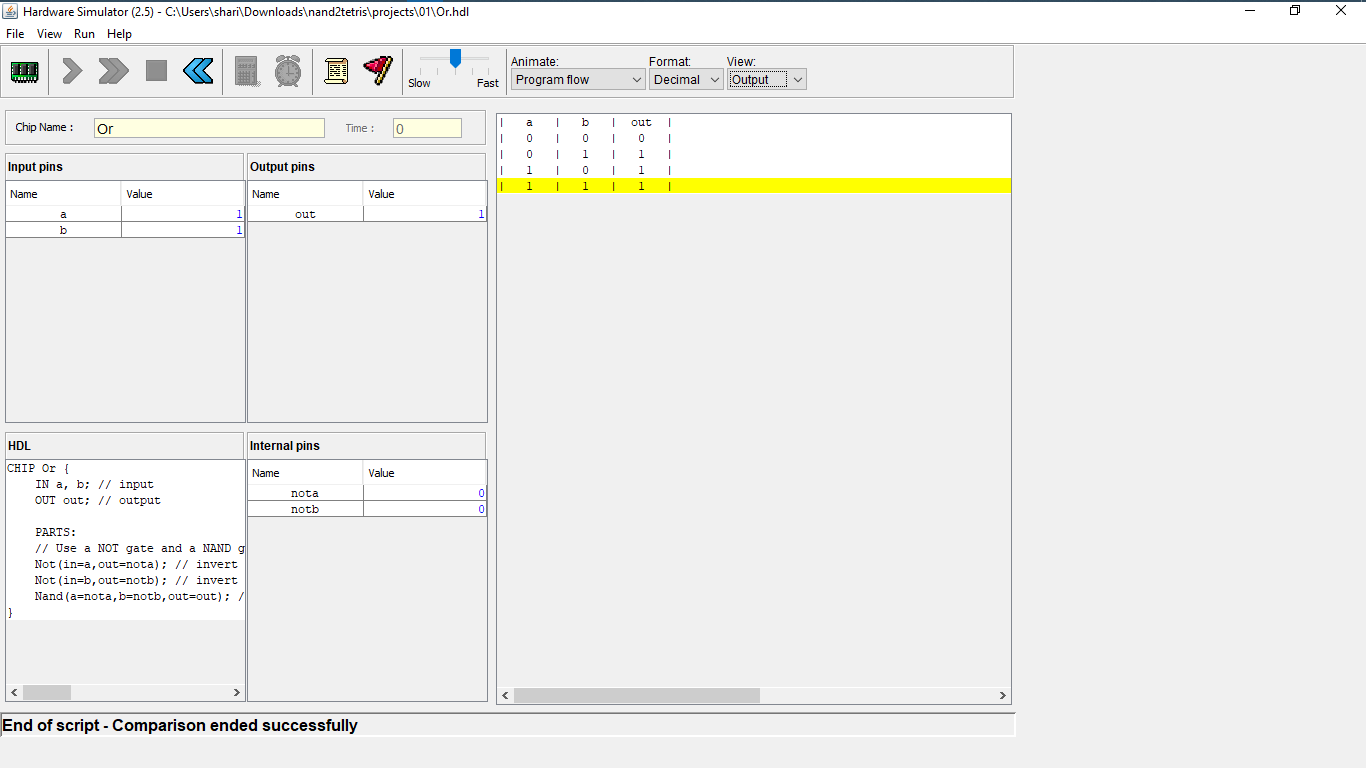 Hardware Simulator (2.5) - C:\Users\shari\Downloads\nand2tetris\projects\01\Or.hdl
File View Run Help
Slow Fast
Animate: Format: View:
Program flow Decimal Output
Chip Name : Or Time : 0
Input pins
Name Value
a 1
b 1
Output pins
Name Value
out 1
HDL
CHIP Or {
IN a, b; // input
OUT out; // output
PARTS:
// Use a NOT gate and a NAND g
Not(in=a,out=nota); // invert
Not(in=b,out=notb); // invert
Nand(a=nota,b=notb,out=out); /
}
Internal pins
Name Value
nota 0
notb 0
| a | b | out |
| 0 | 0 | 0 |
| 0 | 1 | 1 |
| 1 | 0 | 1 |
| 1 | 1 | 1 |
End of script - Comparison ended successfully